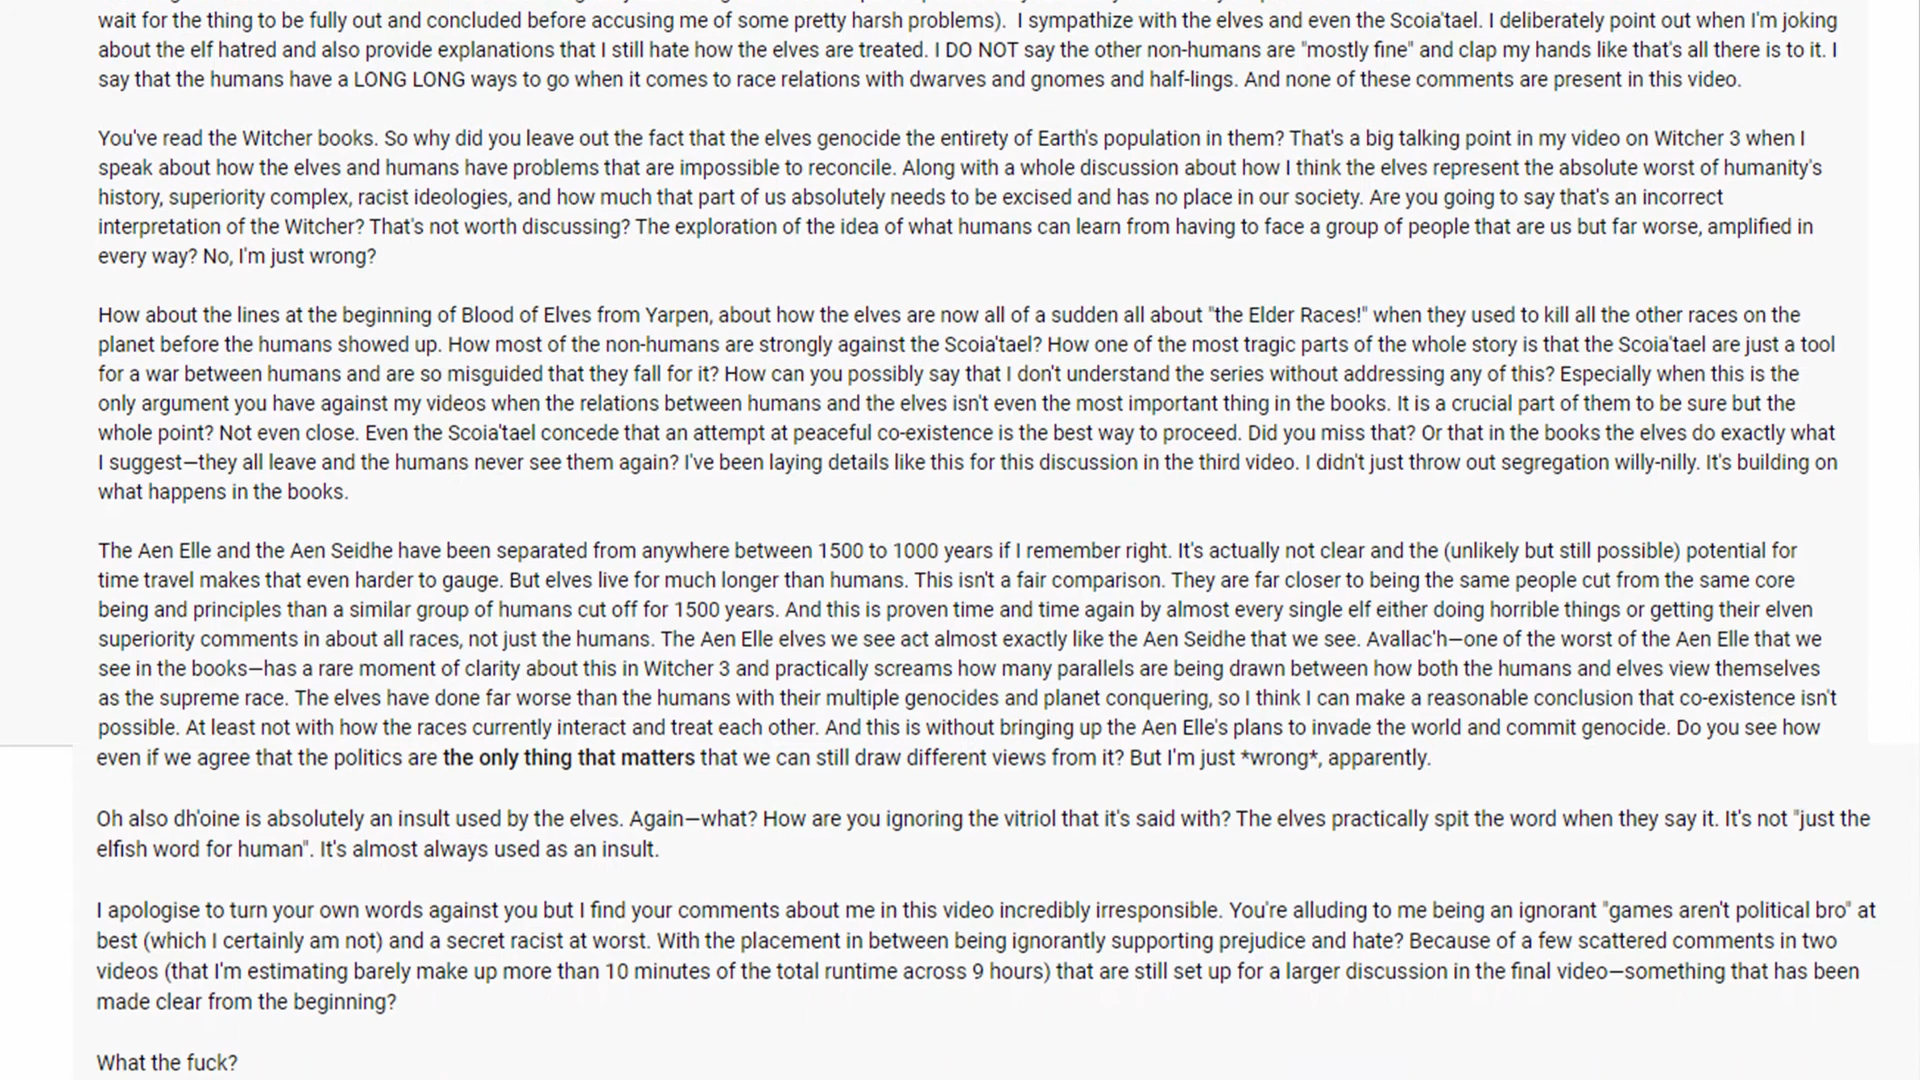 wait for the thing to be fully out and concluded before accusing me of some pretty harsh problems).  I sympathize with the elves and even the Scoia'tael. I deliberately point out when I'm joking
about the elf hatred and also provide explanations that I still hate how the elves are treated. I DO NOT say the other non-humans are "mostly fine" and clap my hands like that's all there is to it. I
say that the humans have a LONG LONG ways to go when it comes to race relations with dwarves and gnomes and half-lings. And none of these comments are present in this video.
You've read the Witcher books. So why did you leave out the fact that the elves genocide the entirety of Earth's population in them? That's a big talking point in my video on Witcher 3 when I
speak about how the elves and humans have problems that are impossible to reconcile. Along with a whole discussion about how I think the elves represent the absolute worst of humanity's
history, superiority complex, racist ideologies, and how much that part of us absolutely needs to be excised and has no place in our society. Are you going to say that's an incorrect
interpretation of the Witcher? That's not worth discussing? The exploration of the idea of what humans can learn from having to face a group of people that are us but far worse, amplified in
every way? No, I'm just wrong?
How about the lines at the beginning of Blood of Elves from Yarpen, about how the elves are now all of a sudden all about "the Elder Races!" when they used to kill all the other races on the
planet before the humans showed up. How most of the non-humans are strongly against the Scoia'tael? How one of the most tragic parts of the whole story is that the Scoia'tael are just a tool
for a war between humans and are so misguided that they fall for it? How can you possibly say that I don't understand the series without addressing any of this? Especially when this is the
only argument you have against my videos when the relations between humans and the elves isn't even the most important thing in the books. It is a crucial part of them to be sure but the
whole point? Not even close. Even the Scoia'tael concede that an attempt at peaceful co-existence is the best way to proceed. Did you miss that? Or that in the books the elves do exactly what
I suggest—they all leave and the humans never see them again? I've been laying details like this for this discussion in the third video. I didn't just throw out segregation willy-nilly. It's building on
what happens in the books.
The Aen Elle and the Aen Seidhe have been separated from anywhere between 1500 to 1000 years if I remember right. It's actually not clear and the (unlikely but still possible) potential for
time travel makes that even harder to gauge. But elves live for much longer than humans. This isn't a fair comparison. They are far closer to being the same people cut from the same core
being and principles than a similar group of humans cut off for 1500 years. And this is proven time and time again by almost every single elf either doing horrible things or getting their elven
superiority comments in about all races, not just the humans. The Aen Elle elves we see act almost exactly like the Aen Seidhe that we see. Avallac'h—one of the worst of the Aen Elle that we
see in the books—has a rare moment of clarity about this in Witcher 3 and practically screams how many parallels are being drawn between how both the humans and elves view themselves
as the supreme race. The elves have done far worse than the humans with their multiple genocides and planet conquering, so I think I can make a reasonable conclusion that co-existence isn't
possible. At least not with how the races currently interact and treat each other. And this is without bringing up the Aen Elle's plans to invade the world and commit genocide. Do you see how
even if we agree that the politics are the only thing that matters that we can still draw different views from it? But I'm just *wrong*, apparently.
Oh also dh'oine is absolutely an insult used by the elves. Again—what? How are you ignoring the vitriol that it's said with? The elves practically spit the word when they say it. It's not "just the
elfish word for human". It's almost always used as an insult.
I apologise to turn your own words against you but I find your comments about me in this video incredibly irresponsible. You're alluding to me being an ignorant "games aren't political bro" at
best (which I certainly am not) and a secret racist at worst. With the placement in between being ignorantly supporting prejudice and hate? Because of a few scattered comments in two
videos (that I'm estimating barely make up more than 10 minutes of the total runtime across 9 hours) that are still set up for a larger discussion in the final video—something that has been
made clear from the beginning?
What the fuck?